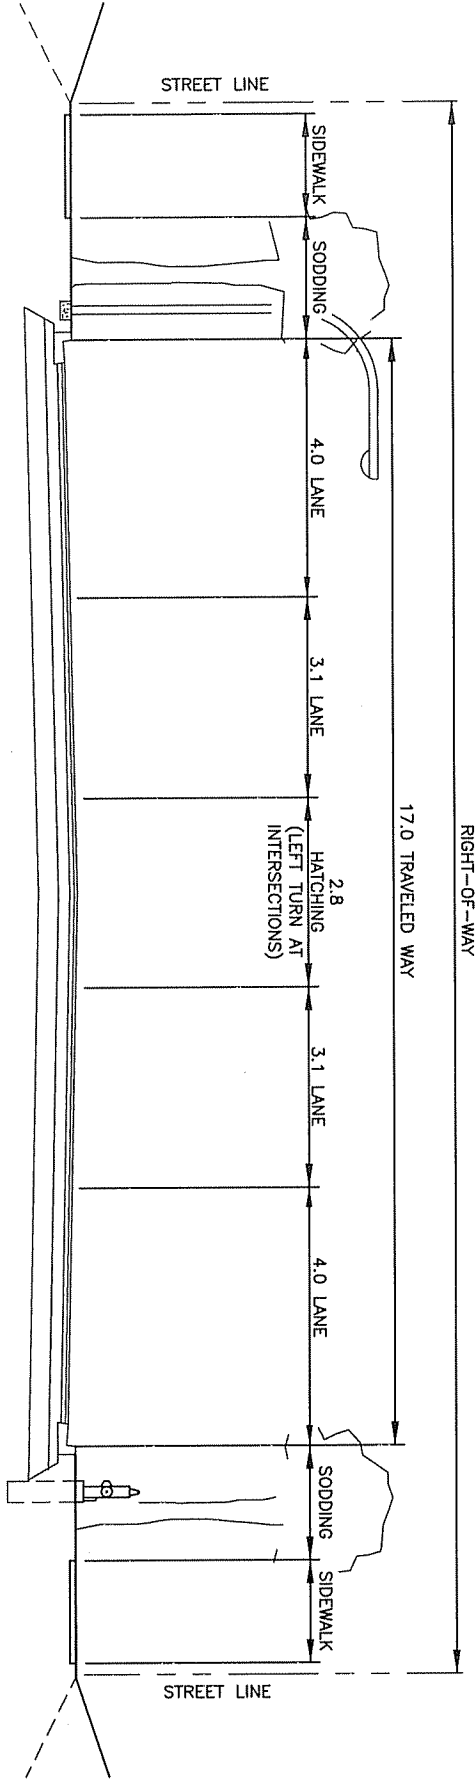 RIGHT-OF-WAY
17.0 TRAVELED WAY
STREET LINE
SIDEWALK
SODDING
4.0 LANE
3.1 LANE
2.8
HATCHING
(LEFT TURN AT
INTERSECTIONS)
3.1 LANE
4.0 LANE
SODDING
SIDEWALK
STREET LINE